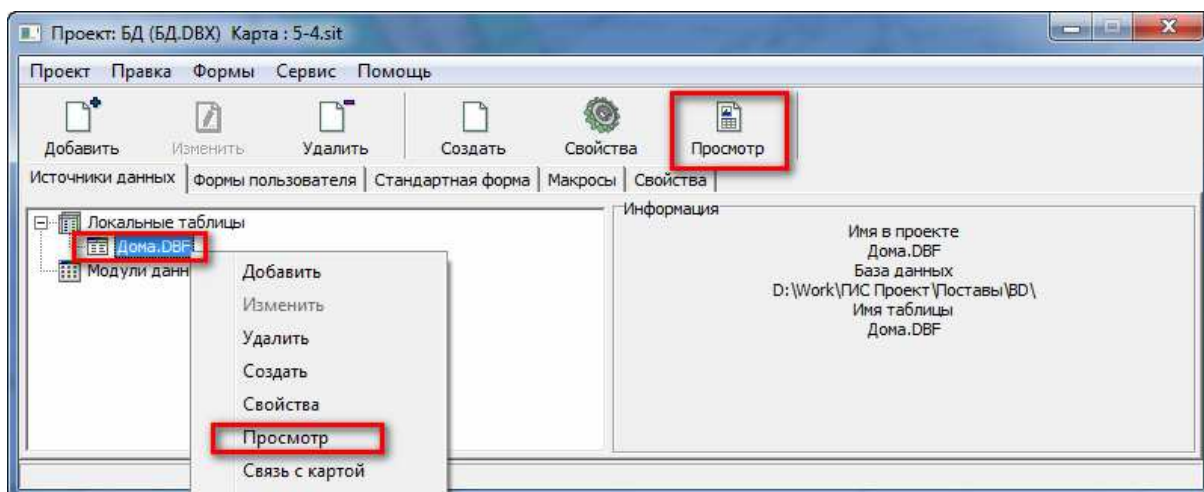 Проект: БД (БД.DBX) Карта : 5-4.sit
Проект Правка Формы Сервис Помощь
Добавить Изменить Удалить Создать Свойства Просмотр
Источники данных Формы пользователя Стандартная форма Макросы Свойства
Локальные таблицы
Дома.DBF
Модули данн
Добавить
Изменить
Удалить
Создать
Свойства
Просмотр
Связь с картой
Информация
Имя в проекте
Дома.DBF
База данных
D:\Work\ГИС Проект\Поставы\BD\
Имя таблицы
Дома.DBF